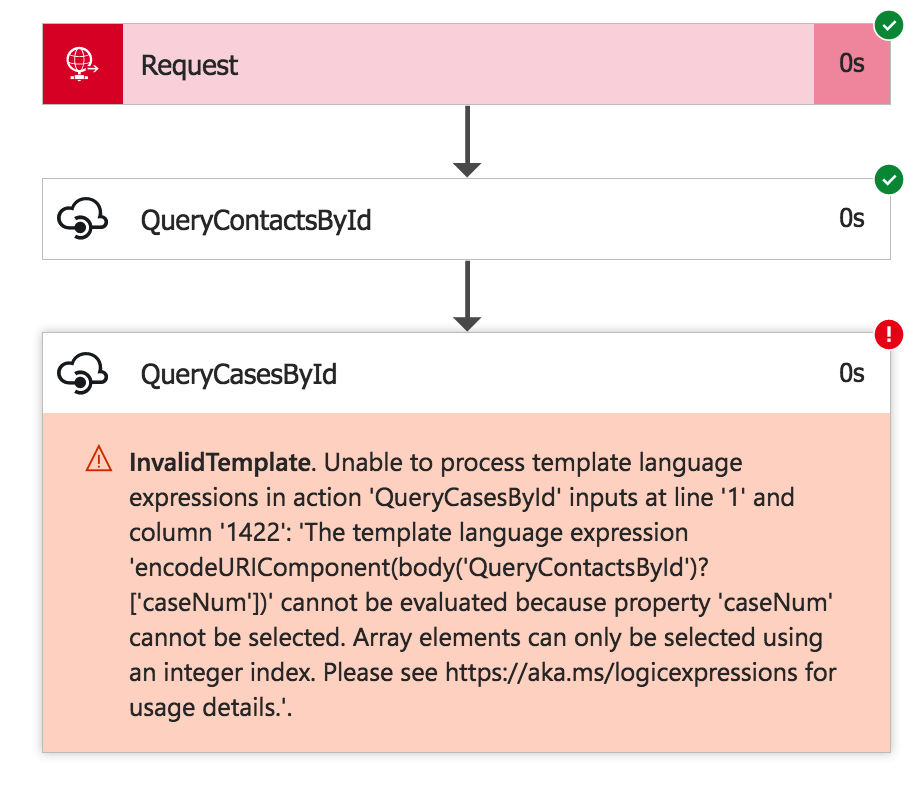 Request
0s
QueryContactsById
0s
QueryCasesById
0s
InvalidTemplate. Unable to process template language
expressions in action 'QueryCasesById' inputs at line '1' and
column '1422': 'The template language expression
'encodeURIComponent(body('QueryContactsById')?
['caseNum'])' cannot be evaluated because property 'caseNum'
cannot be selected. Array elements can only be selected using
an integer index. Please see https://aka.ms/logicexpressions for
usage details.'.